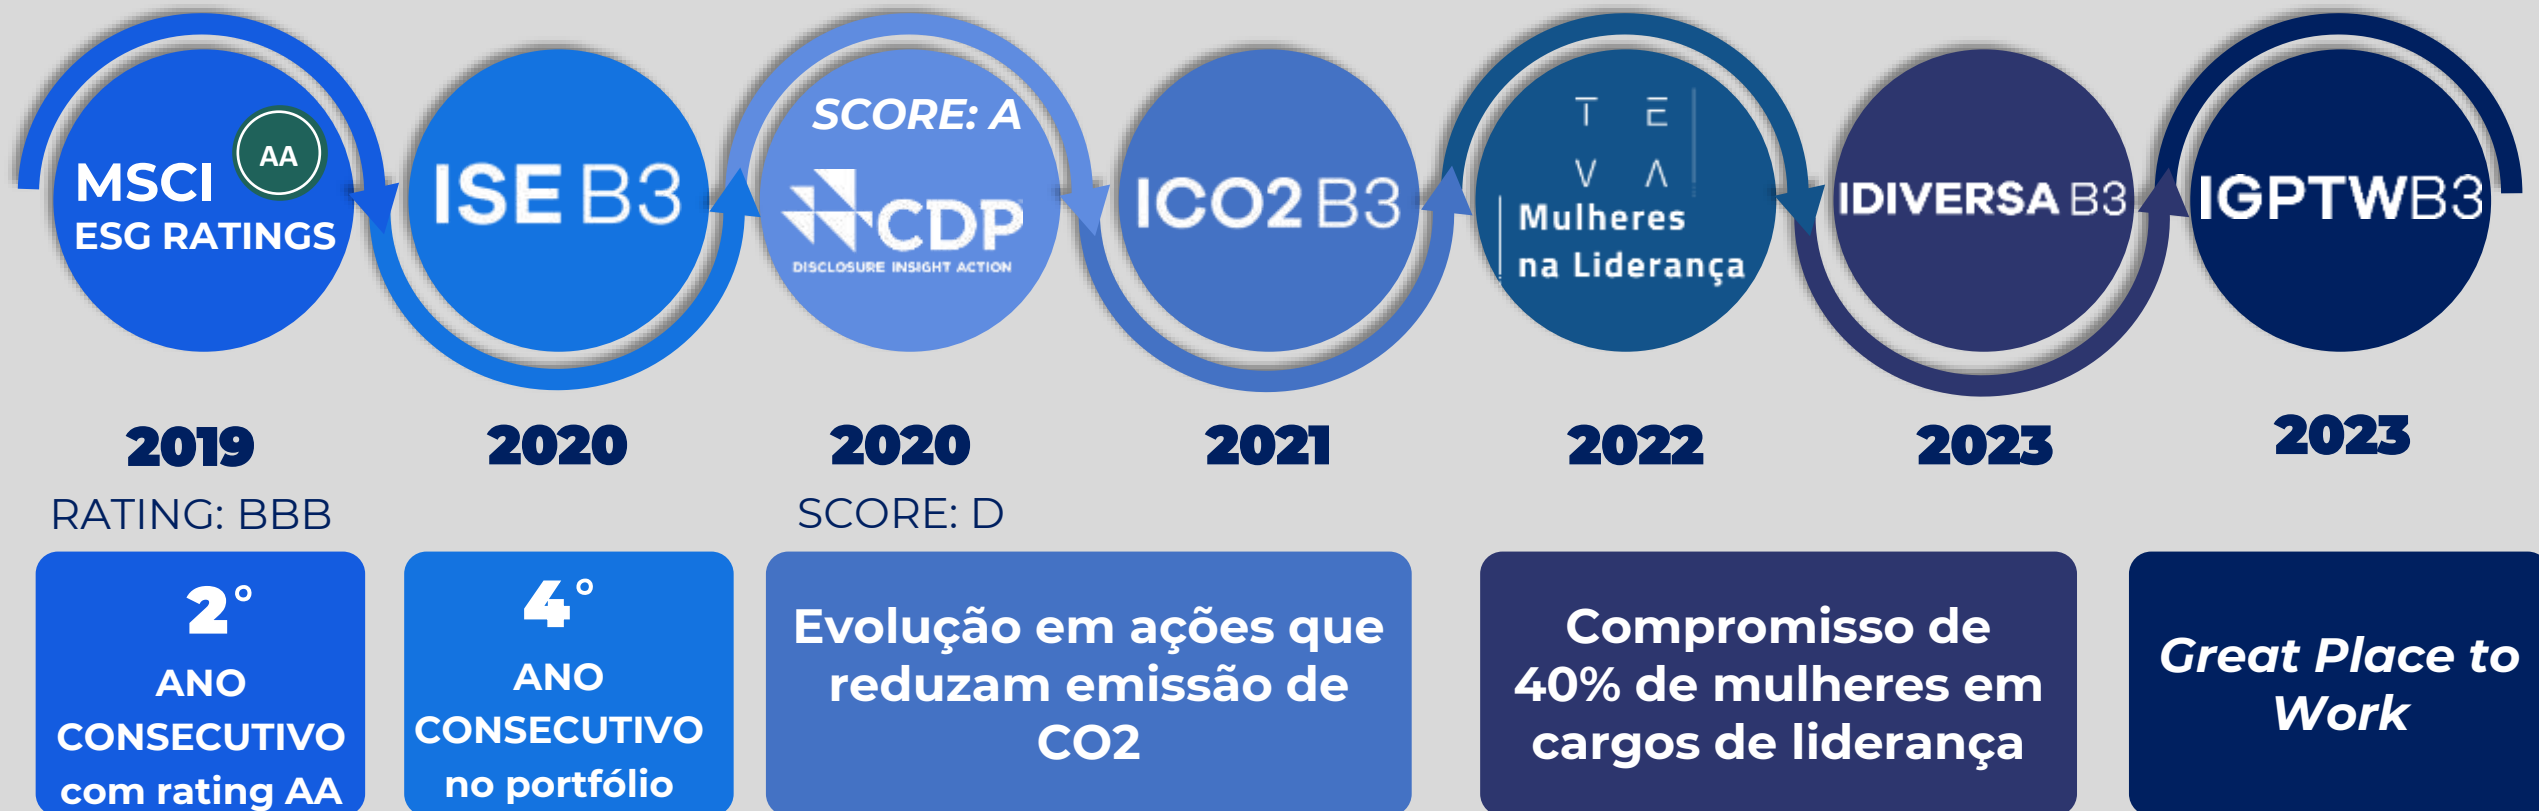 MSCI
AA
ESG RATINGS
ISE B3
SCORE: A
CDP
DISCLOSURE INSIGHT ACTION
ICO2 B3
T E
V A
Mulheres
na Liderança
IDIVERSA B3
IGPTWB3
2019
2020
2020
2021
2022
2023
2023
RATING: BBB
SCORE: D
2°
ANO
CONSECUTIVO
com rating AA
4°
ANO
CONSECUTIVO
no portfólio
Evolução em ações que
reduzam emissão de
CO2
Compromisso de
40% de mulheres em
cargos de liderança
Great Place to
Work